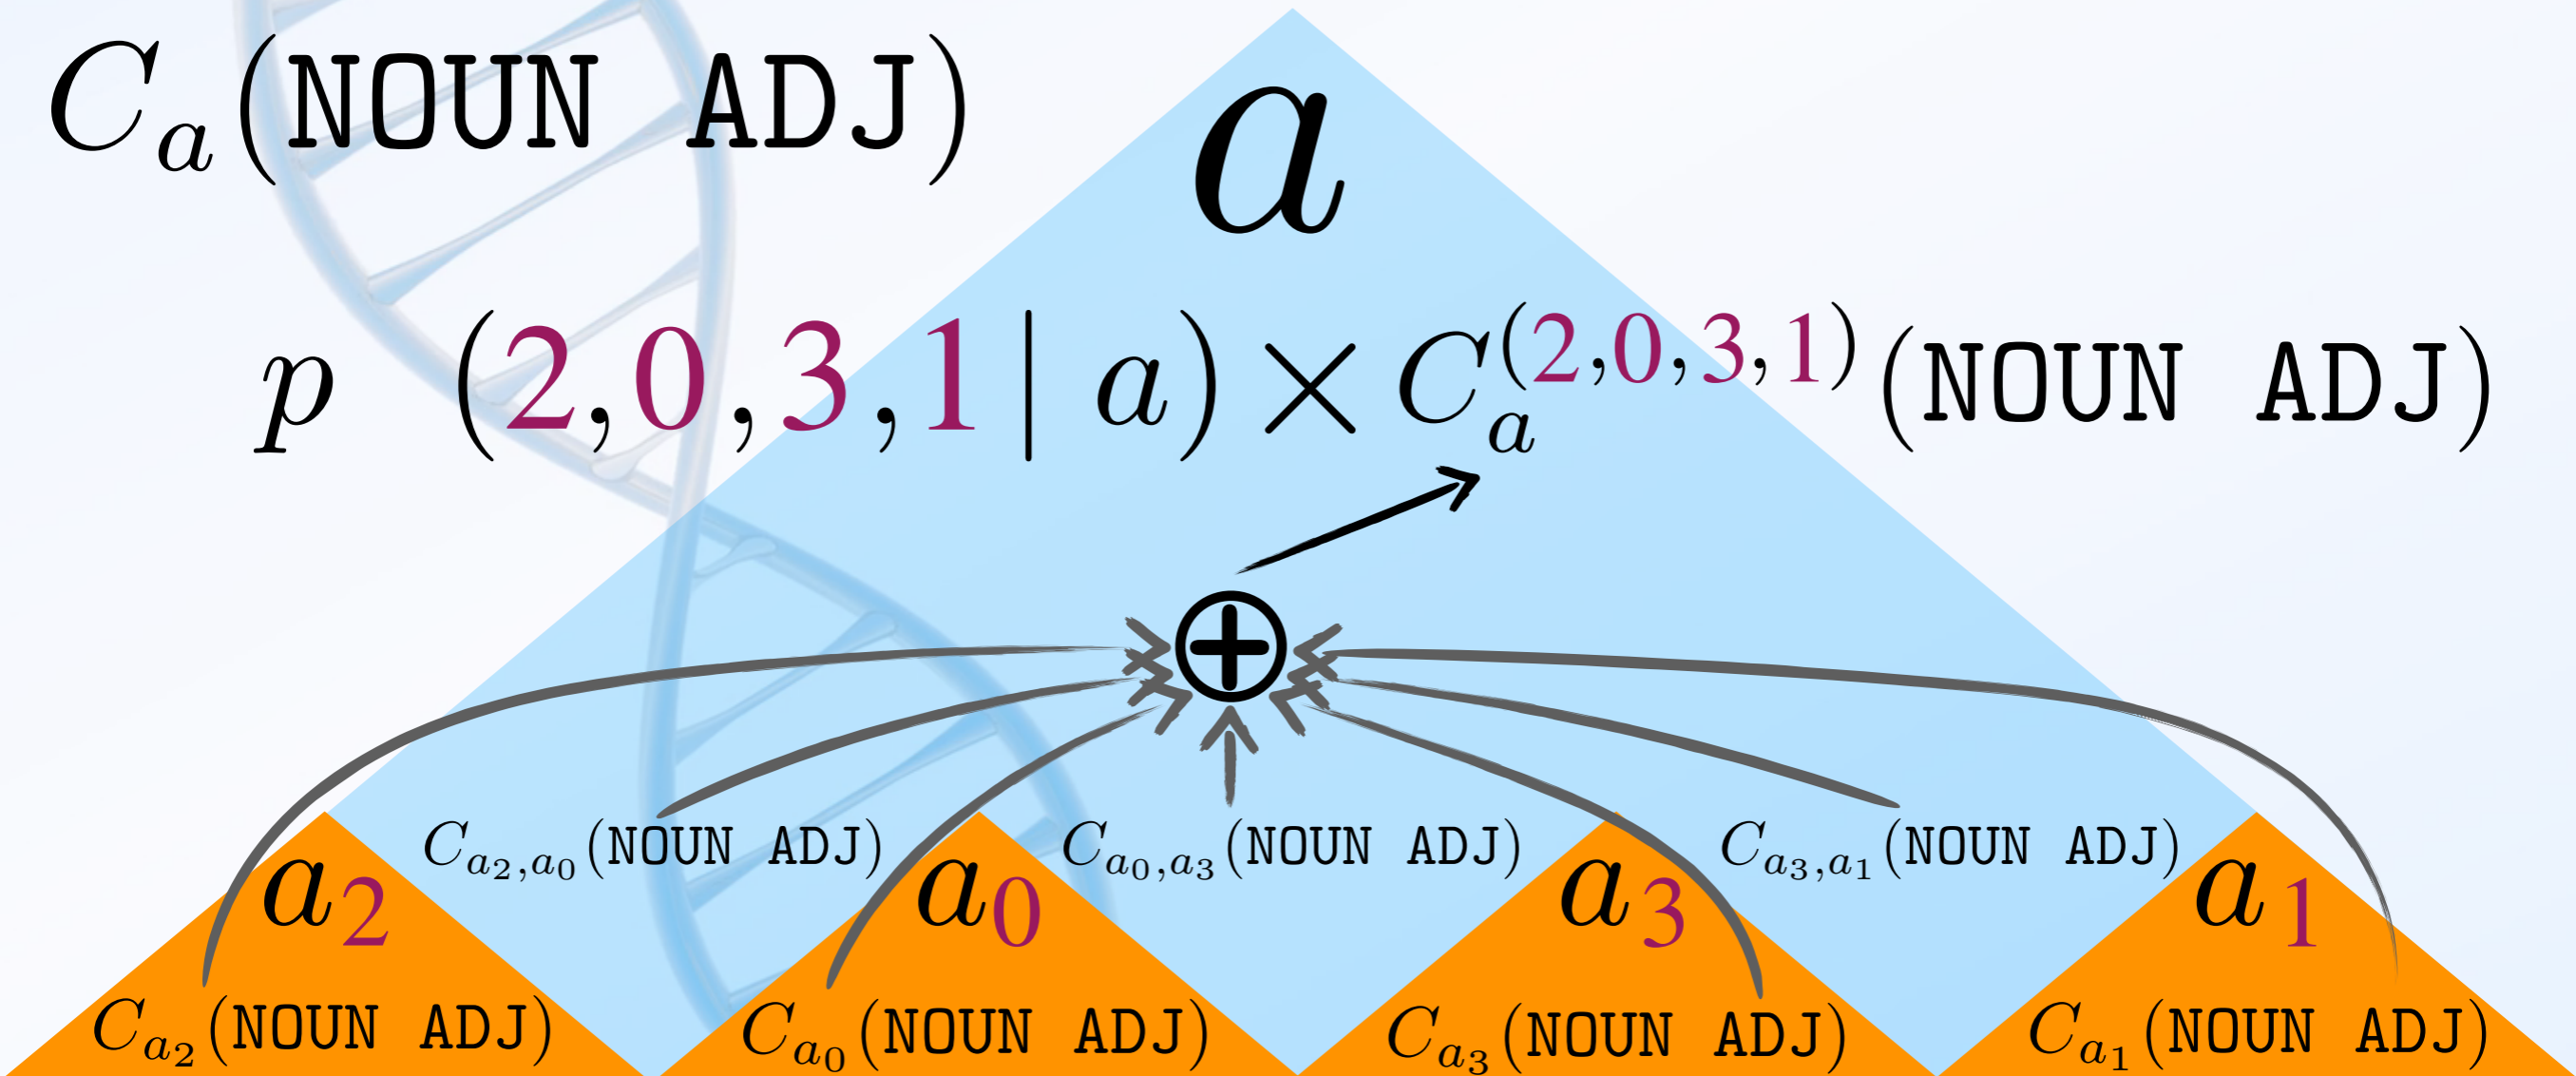 C_a(NOUN ADJ)
a
p (2,0,3,1| a) × C_a^(2,0,3,1)(NOUN ADJ)
⊕
C_{a_2,a_0}(NOUN ADJ) C_{a_0,a_3}(NOUN ADJ) C_{a_3,a_1}(NOUN ADJ)
a_2 a_0 a_3 a_1
C_{a_2}(NOUN ADJ) C_{a_0}(NOUN ADJ) C_{a_3}(NOUN ADJ) C_{a_1}(NOUN ADJ)